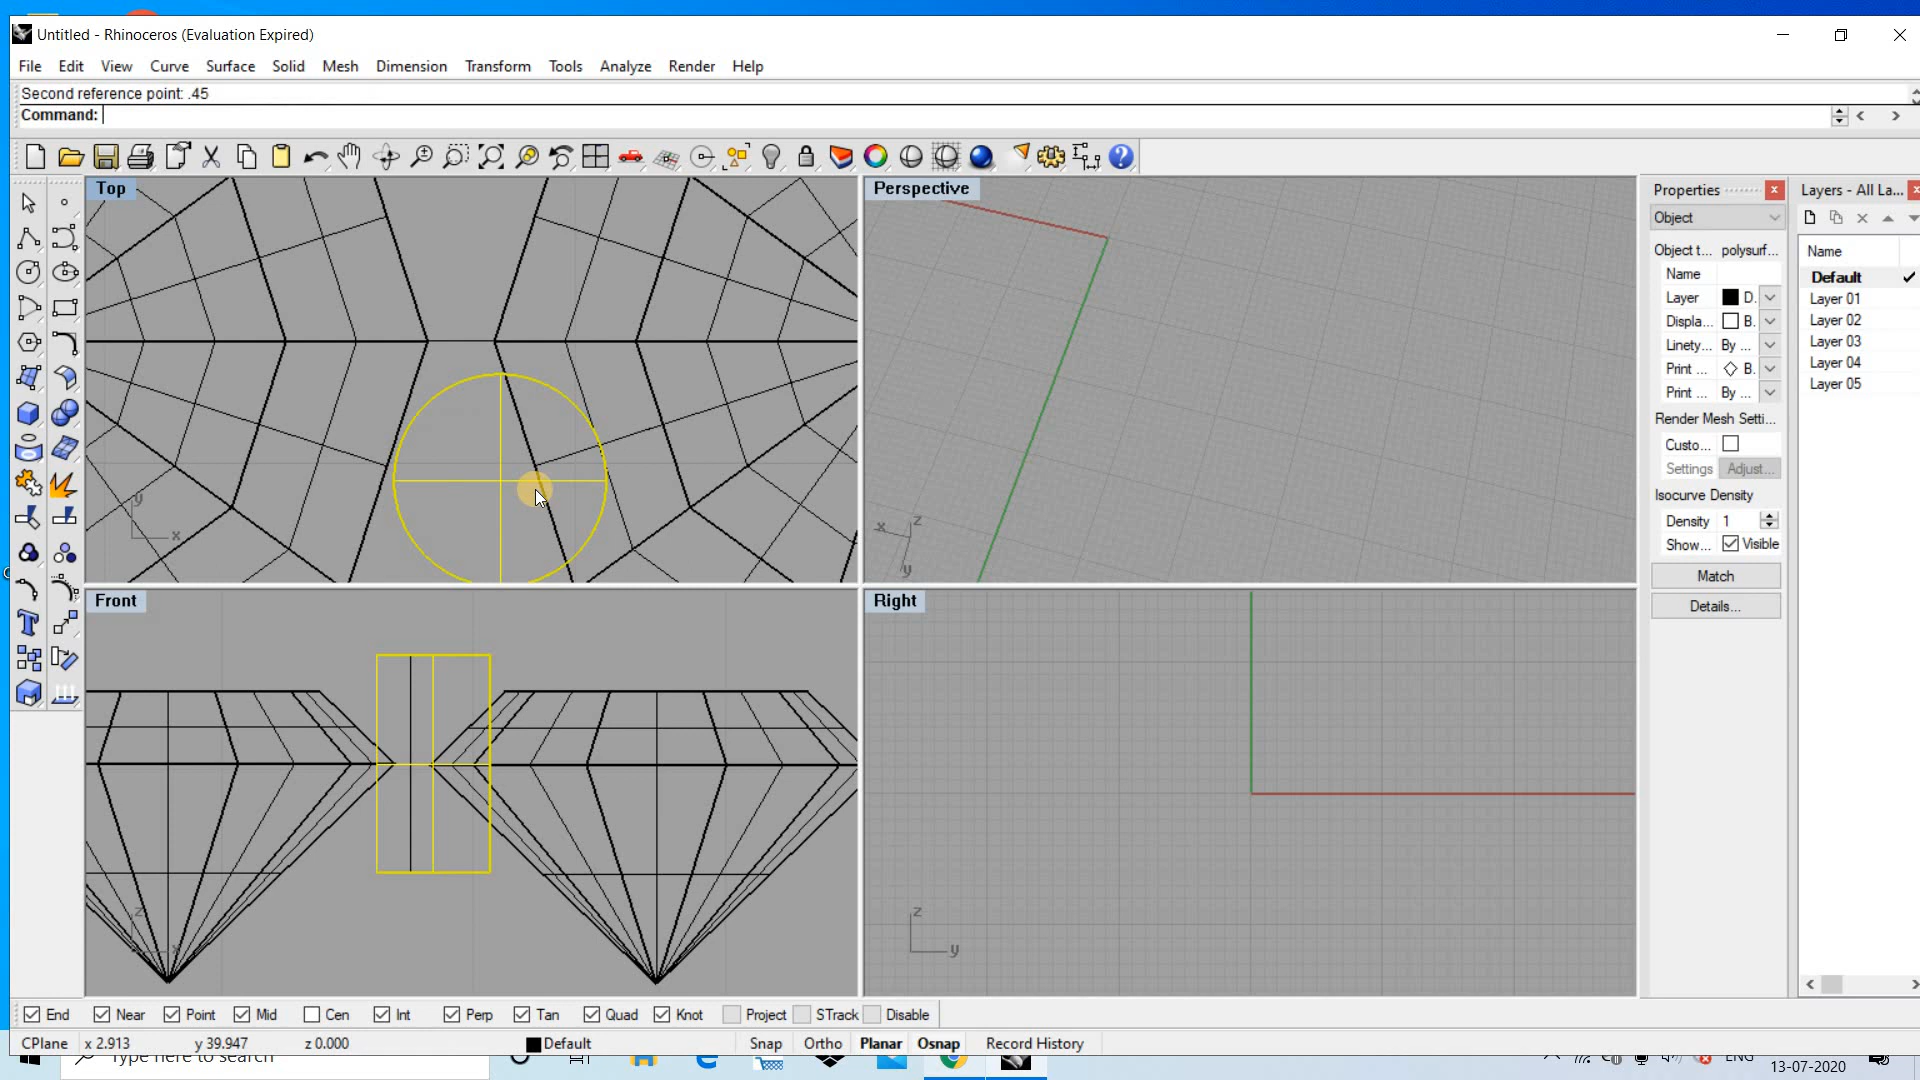 Untitled - Rhinoceros (Evaluation Expired)
File Edit View Curve Surface Solid Mesh Dimension Transform Tools Analyze Render Help
Second reference point: .45
Command:
Top
Perspective
Properties
Layers - All La...
Object
Object t... polysurf...
Name
Layer D.
Displa... B.
Linety... By ...
Print ... B.
Print ... By ...
Render Mesh Setti...
Custo...
Settings Adjust...
Isocurve Density
Density 1
Show... Visible
Match
Details...
Name
Default
Layer 01
Layer 02
Layer 03
Layer 04
Layer 05
y
x
x
z
y
Front
Right
z
x
z
y
End Near Point Mid Cen Int Perp Tan Quad Knot Project STrack Disable
CPlane x 2.913 y 39.947 z 0.000 Default Snap Ortho Planar Osnap Record History
Type here to search
ENG
13-07-2020